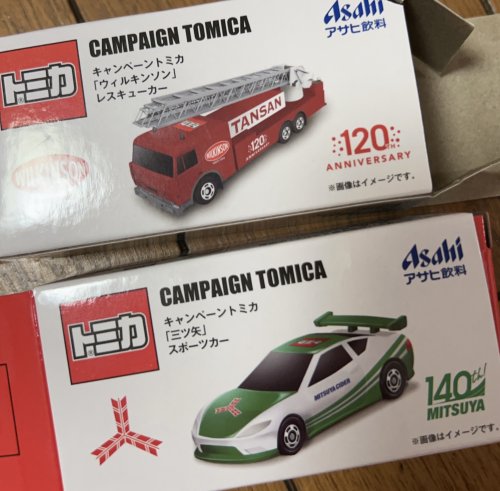 CAMPAIGN TOMICA
Asahi
アサヒ飲料
トミカ
キャンペーントミカ
「ウィルキンソン」
レスキューカー
TANSAN
WILKINSON
120TH
WILKINSON
120TH
ANNIVERSARY
※画像はイメージです。
CAMPAIGN TOMICA
Asahi
アサヒ飲料
トミカ
キャンペーントミカ
「三ツ矢」
スポーツカー
MITSUYA CIDER
140th!
MITSUYA
※画像はイメージです。